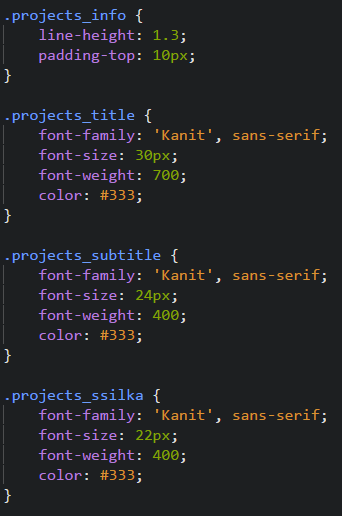 .projects_info {
    line-height: 1.3;
    padding-top: 10px;
}

.projects_title {
    font-family: 'Kanit', sans-serif;
    font-size: 30px;
    font-weight: 700;
    color: #333;
}

.projects_subtitle {
    font-family: 'Kanit', sans-serif;
    font-size: 24px;
    font-weight: 400;
    color: #333;
}

.projects_ssilka {
    font-family: 'Kanit', sans-serif;
    font-size: 22px;
    font-weight: 400;
    color: #333;
}